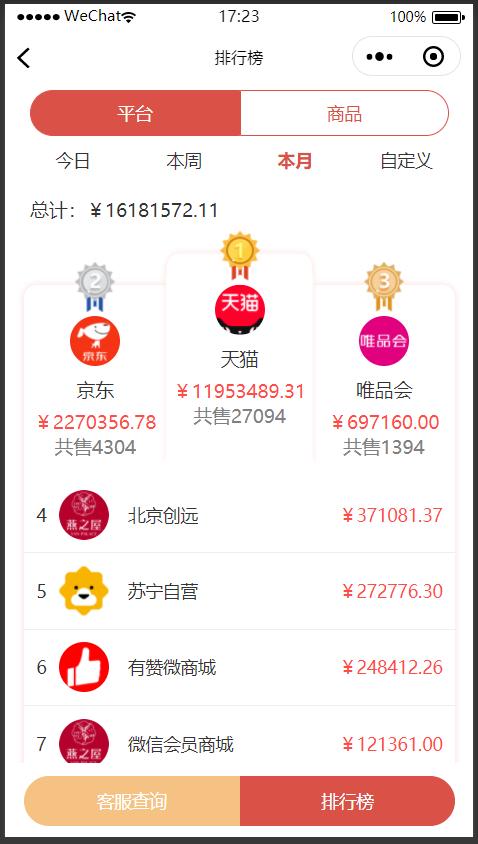 WeChat 17:23 100%
排行榜
平台 商品
今日 本周 本月 自定义
总计：￥16181572.11
2 1 3
京东 天猫 唯品会
京东 天猫 唯品会
￥2270356.78 ￥11953489.31 ￥697160.00
共售4304 共售27094 共售1394
4 燕之屋 北京创远 ￥371081.37
5 苏宁自营 ￥272776.30
6 有赞微商城 ￥248412.26
7 燕之屋 微信会员商城 ￥121361.00
客服查询 排行榜